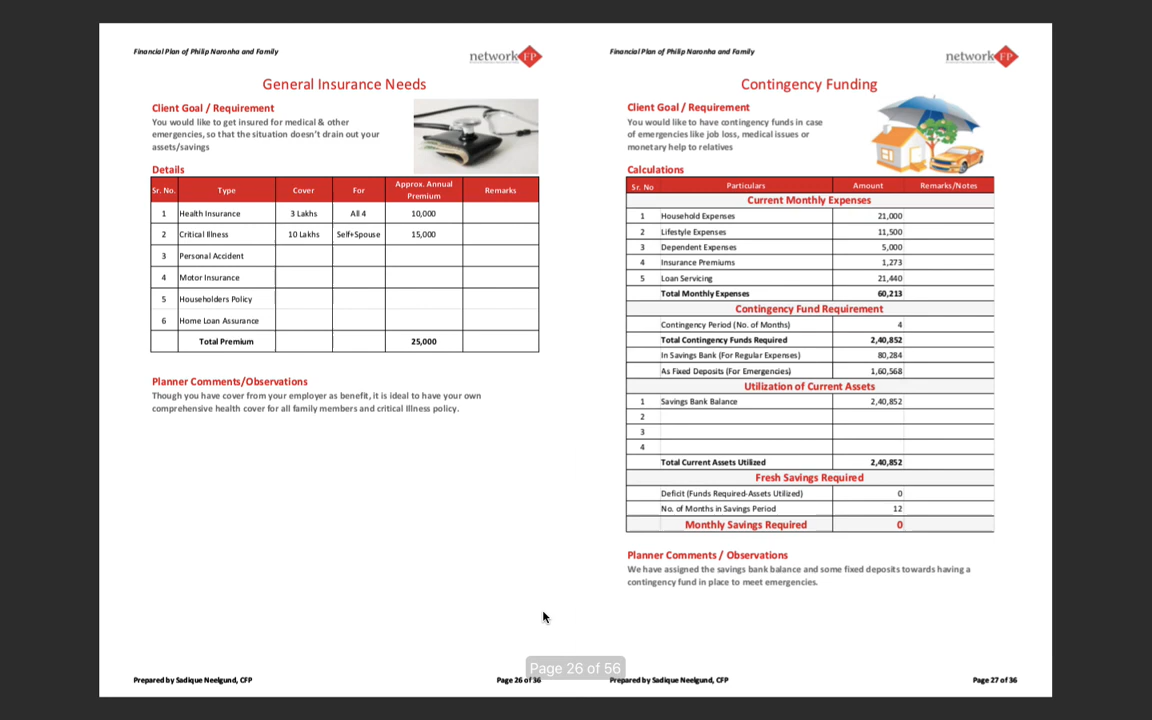 Financial Plan of Philip Naronha and Family
network FP
General Insurance Needs
Client Goal / Requirement
You would like to get insured for medical & other
emergencies, so that the situation doesn't drain out your
assets/savings
Details
Sr. No. Type Cover For Approx. Annual Premium Remarks
1 Health Insurance 3 Lakhs All 4 10,000
2 Critical Illness 10 Lakhs Self+Spouse 15,000
3 Personal Accident
4 Motor Insurance
5 Householders Policy
6 Home Loan Assurance
Total Premium 25,000
Planner Comments/Observations
Though you have cover from your employer as benefit, it is ideal to have your own
comprehensive health cover for all family members and critical Illness policy.
Prepared by Sadique Neelgund, CFP
Page 26 of 36
Financial Plan of Philip Naronha and Family
network FP
Contingency Funding
Client Goal / Requirement
You would like to have contingency funds in case
of emergencies like job loss, medical issues or
monetary help to relatives
Calculations
Sr. No Particulars Amount Remarks/Notes
Current Monthly Expenses
1 Household Expenses 21,000
2 Lifestyle Expenses 11,500
3 Dependent Expenses 5,000
4 Insurance Premiums 1,273
5 Loan Servicing 21,440
Total Monthly Expenses 60,213
Contingency Fund Requirement
Contingency Period (No. of Months) 4
Total Contingency Funds Required 2,40,852
In Savings Bank (For Regular Expenses) 80,284
As Fixed Deposits (For Emergencies) 1,60,568
Utilization of Current Assets
1 Savings Bank Balance 2,40,852
2
3
4
Total Current Assets Utilized 2,40,852
Fresh Savings Required
Deficit (Funds Required-Assets Utilized) 0
No. of Months in Savings Period 12
Monthly Savings Required 0
Planner Comments / Observations
We have assigned the savings bank balance and some fixed deposits towards having a
contingency fund in place to meet emergencies.
Page 26 of 56
Prepared by Sadique Neelgund, CFP
Page 27 of 36